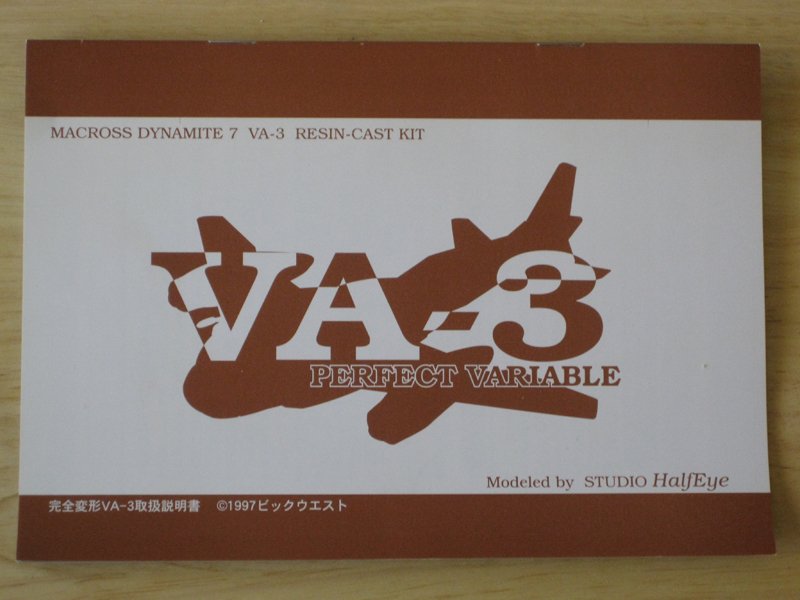 MACROSS DYNAMITE 7 VA-3 RESIN-CAST KIT
VA-3
PERFECT VARIABLE
Modeled by STUDIO HalfEye
完全変形VA-3取扱説明書 ©1997ビックウエスト